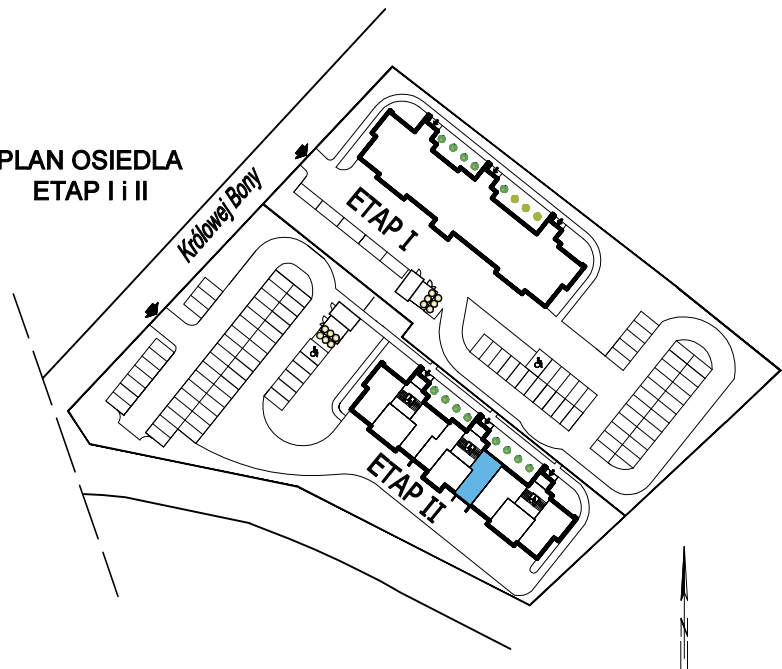 PLAN OSIEDLA
ETAP I i II
Królowej Bony
ETAP I
ETAP II
N